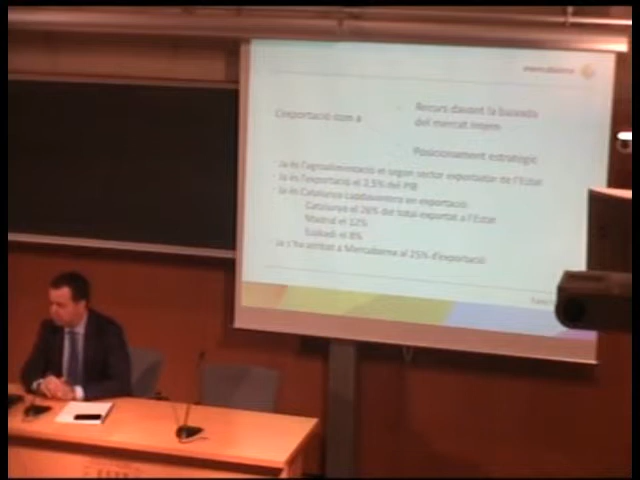 mercabarna
L'exportació com a
Recurs davant la baixada
del mercat intern
Posicionament estratègic
- Ja és l'agroalimentació el segon sector exportador de l'Estat
- Ja és l'exportació el 2,5% del PIB
- Ja és Catalunya capdavantera en exportació
Catalunya el 26% del total exportat a l'Estat
Madrid el 12%
Euskadi el 8%
- Ja s'ha arribat a Mercabarna al 25% d'exportació